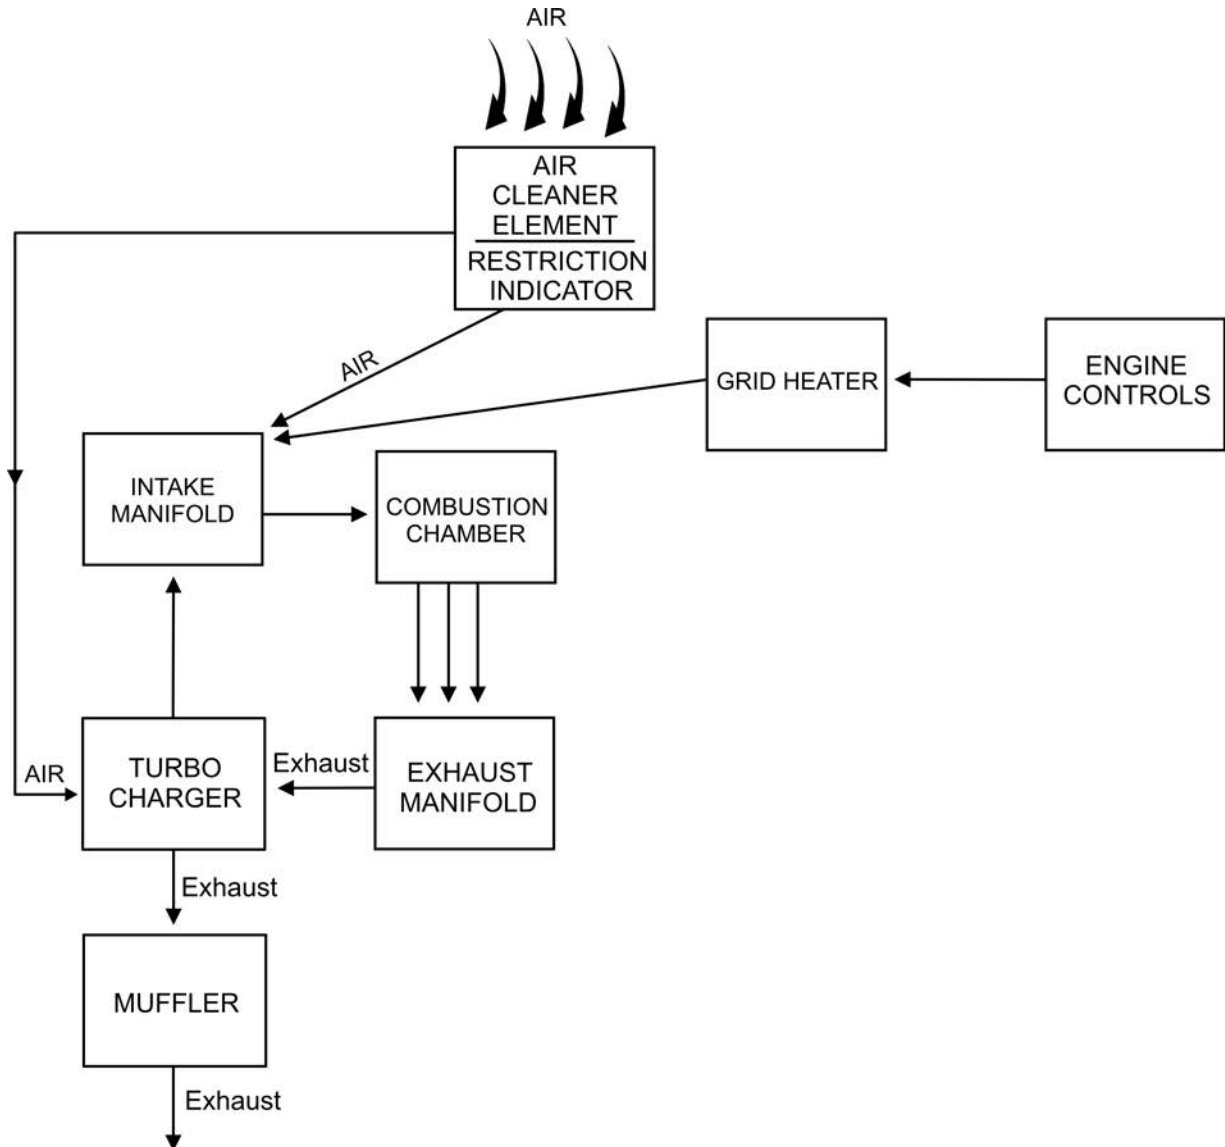 AIR
AIR
CLEANER
ELEMENT
RESTRICTION
INDICATOR
AIR
GRID HEATER
ENGINE
CONTROLS
INTAKE
MANIFOLD
COMBUSTION
CHAMBER
AIR
TURBO
CHARGER
Exhaust
EXHAUST
MANIFOLD
Exhaust
MUFFLER
Exhaust